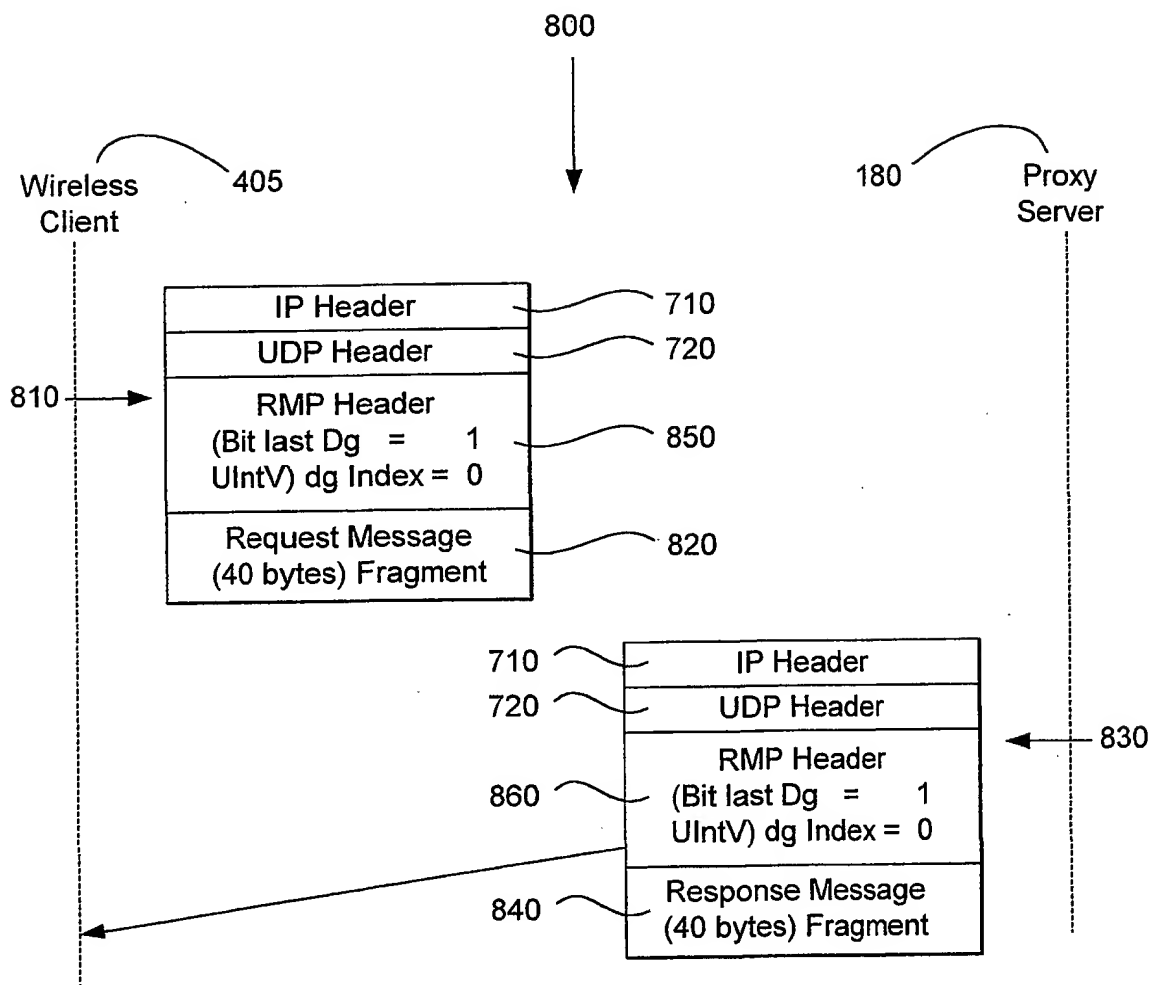 800
Wireless
Client
405
180
Proxy
Server
IP Header
710
UDP Header
720
810
RMP Header
(Bit last Dg = 1
850
UIntV) dg Index = 0
Request Message
820
(40 bytes) Fragment
710
IP Header
720
UDP Header
830
RMP Header
860
(Bit last Dg = 1
UIntV) dg Index = 0
Response Message
840
(40 bytes) Fragment